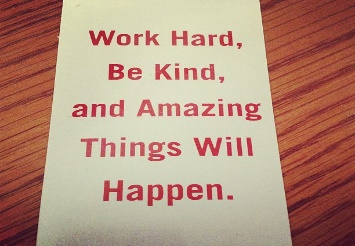 Work Hard,
Be Kind,
and Amazing
Things Will
Happen.